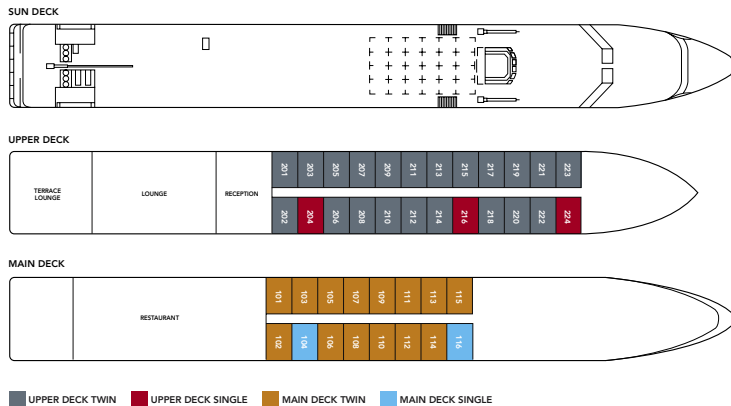 SUN DECK
UPPER DECK
TERRACE
LOUNGE
LOUNGE
RECEPTION
201 203 205 207 209 211 213 215 217 219 221 223
202 204 206 208 210 212 214 216 218 220 222 224
MAIN DECK
RESTAURANT
101 103 105 107 109 111 113 115
102 104 106 108 110 112 114 116
UPPER DECK TWIN UPPER DECK SINGLE MAIN DECK TWIN MAIN DECK SINGLE